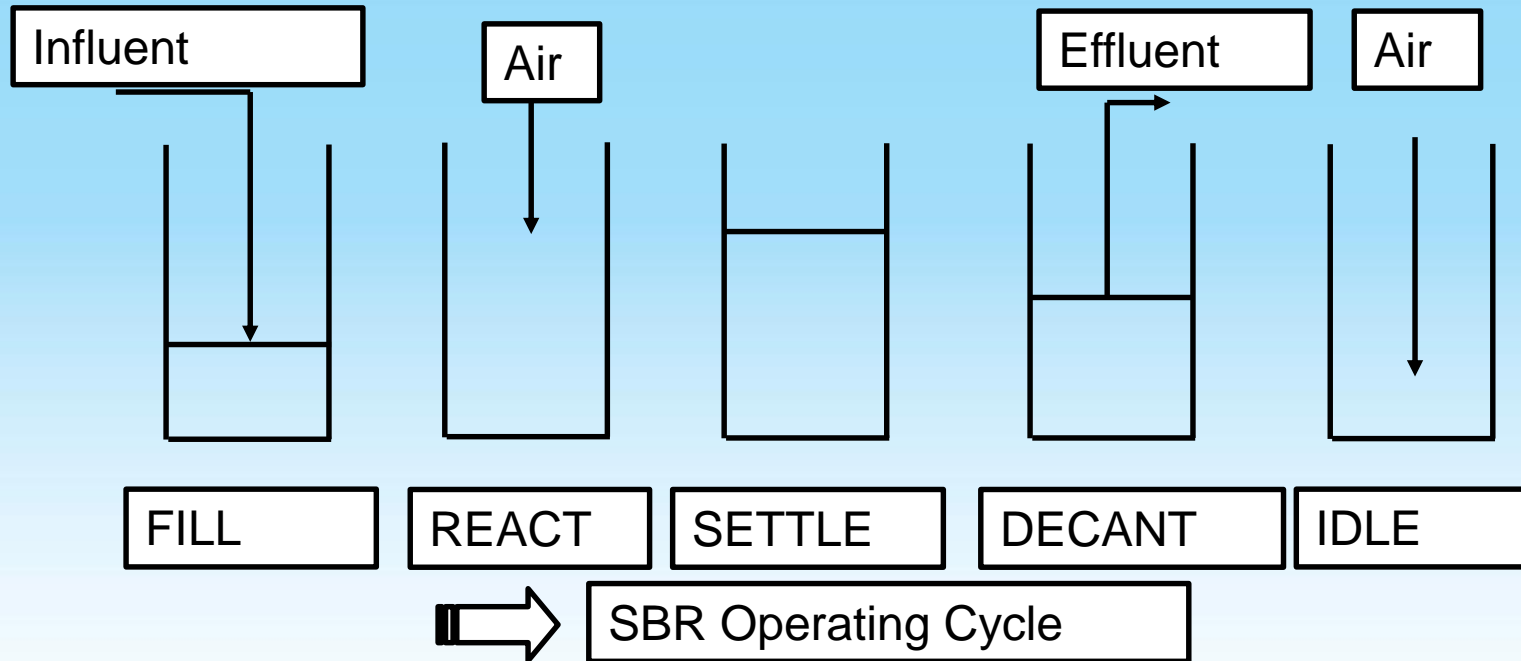 Influent
Air
Effluent
Air
FILL
REACT
SETTLE
DECANT
IDLE
SBR Operating Cycle